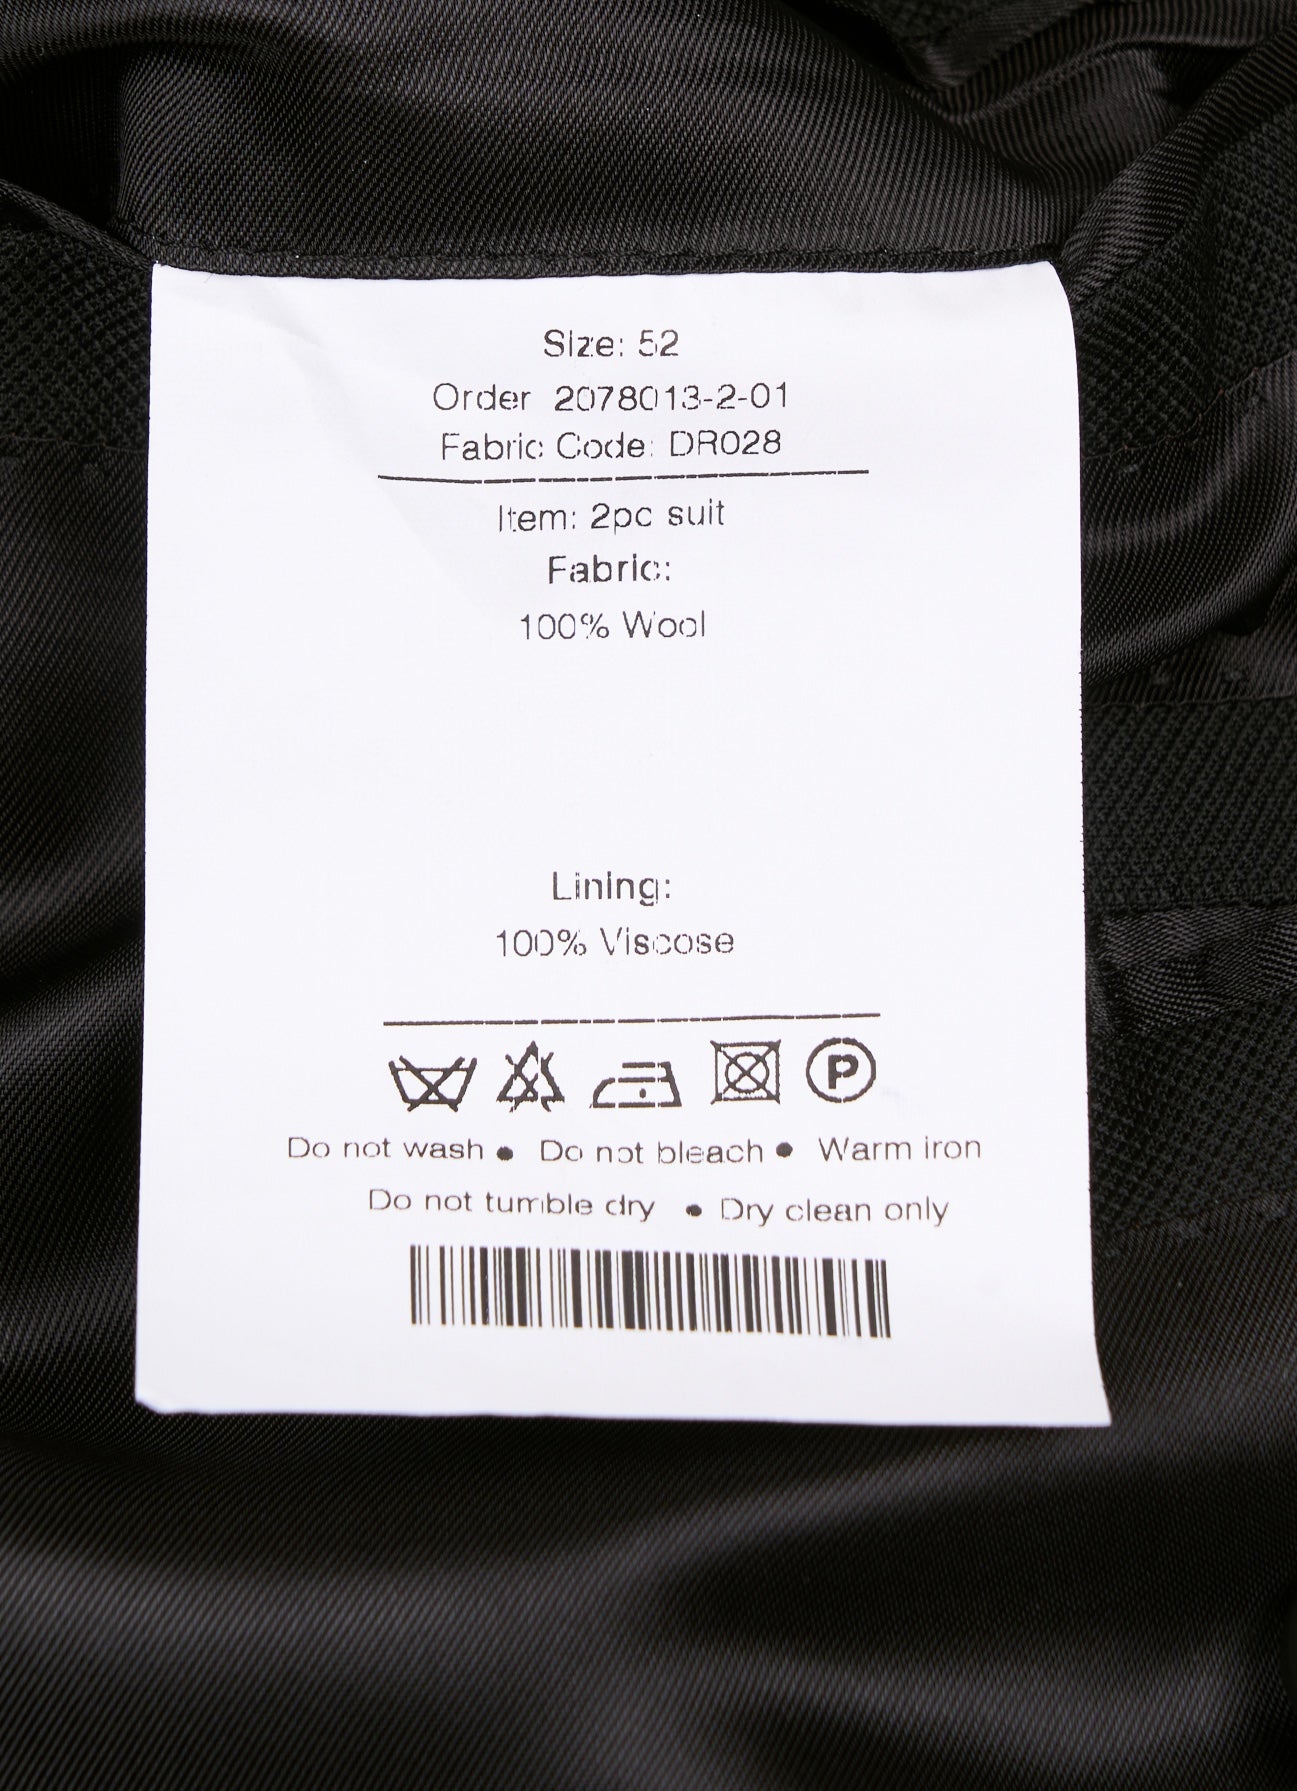 Size: 52
Order 2078013-2-01
Fabric Code: DR028
Item: 2pc suit
Fabric:
100% Wool
Lining:
100% Viscose
P
Do not wash • Do not bleach • Warm iron
Do not tumble dry • Dry clean only